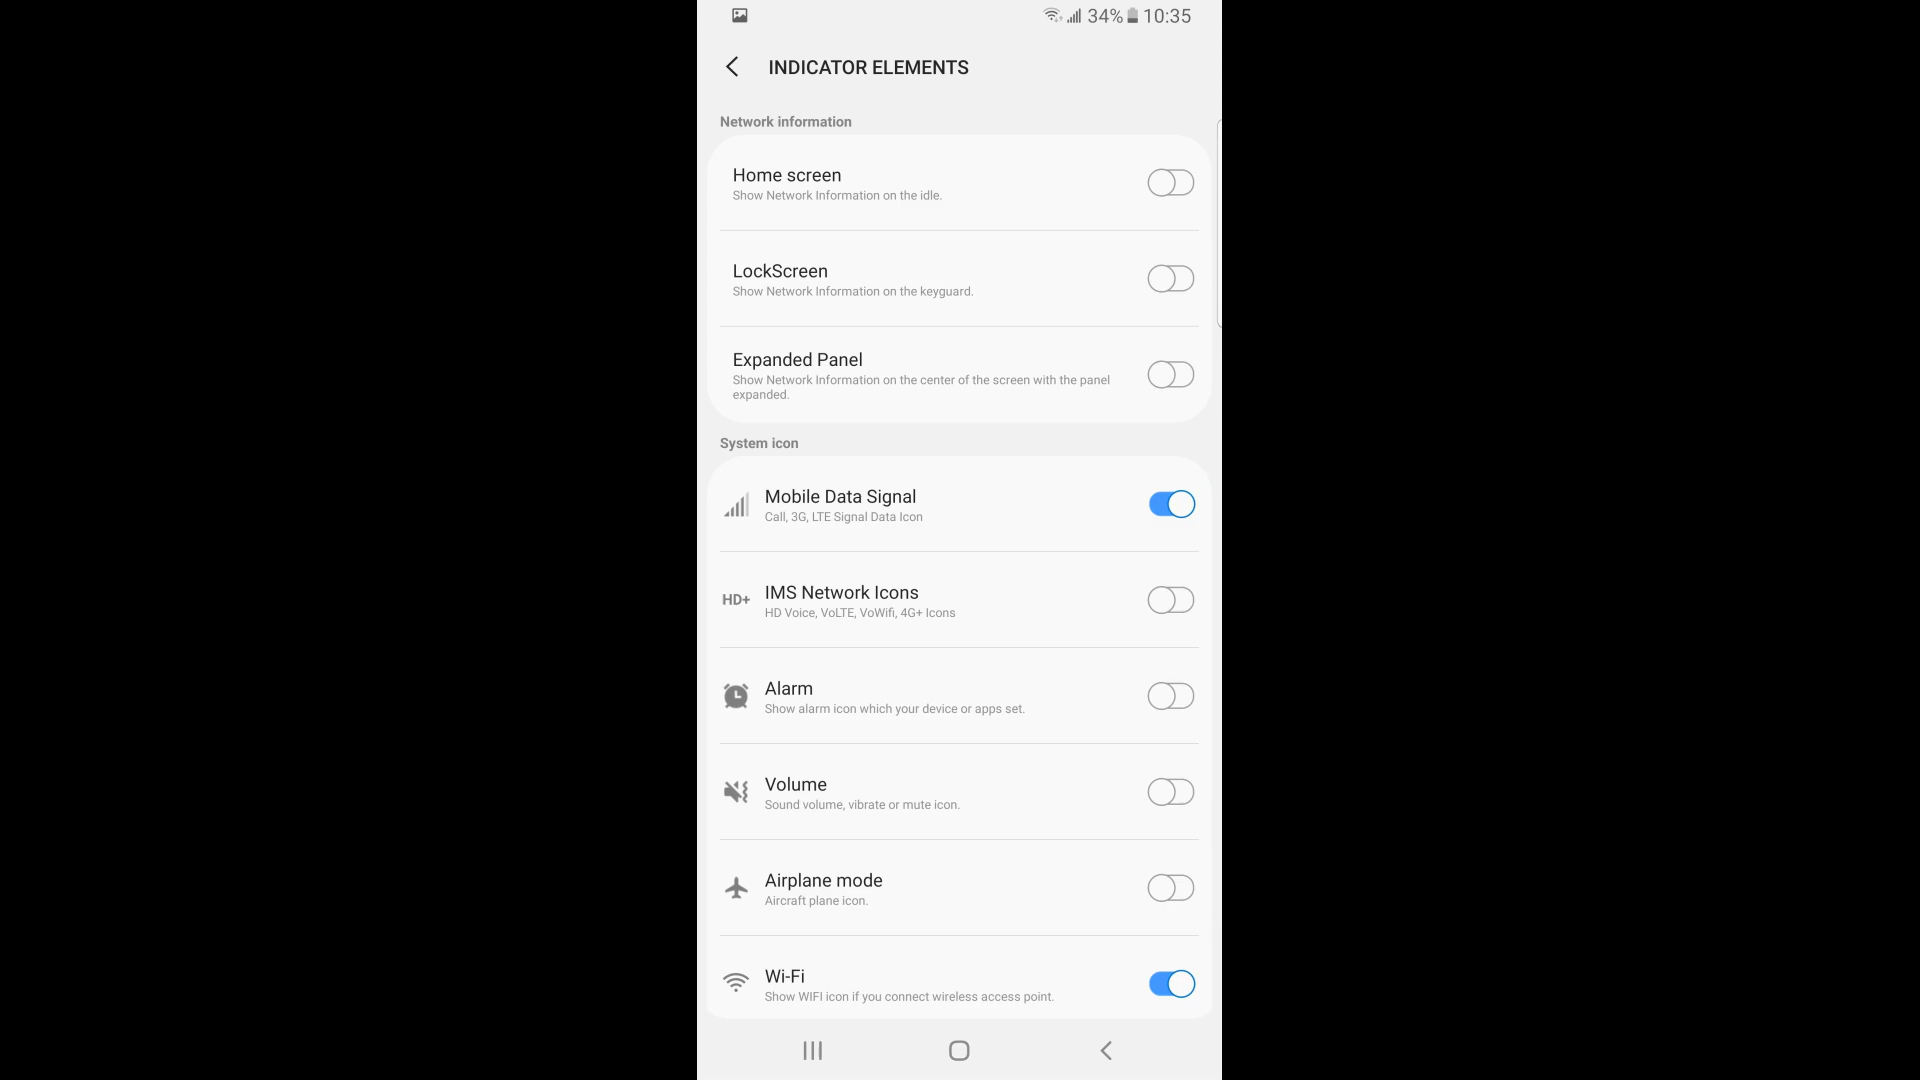 34% 10:35
INDICATOR ELEMENTS
Network information
Home screen
Show Network Information on the idle.
LockScreen
Show Network Information on the keyguard.
Expanded Panel
Show Network Information on the center of the screen with the panel
expanded.
System icon
Mobile Data Signal
Call, 3G, LTE Signal Data Icon
HD+
IMS Network Icons
HD Voice, VoLTE, VoWifi, 4G+ Icons
Alarm
Show alarm icon which your device or apps set.
Volume
Sound volume, vibrate or mute icon.
Airplane mode
Aircraft plane icon.
Wi-Fi
Show WIFI icon if you connect wireless access point.